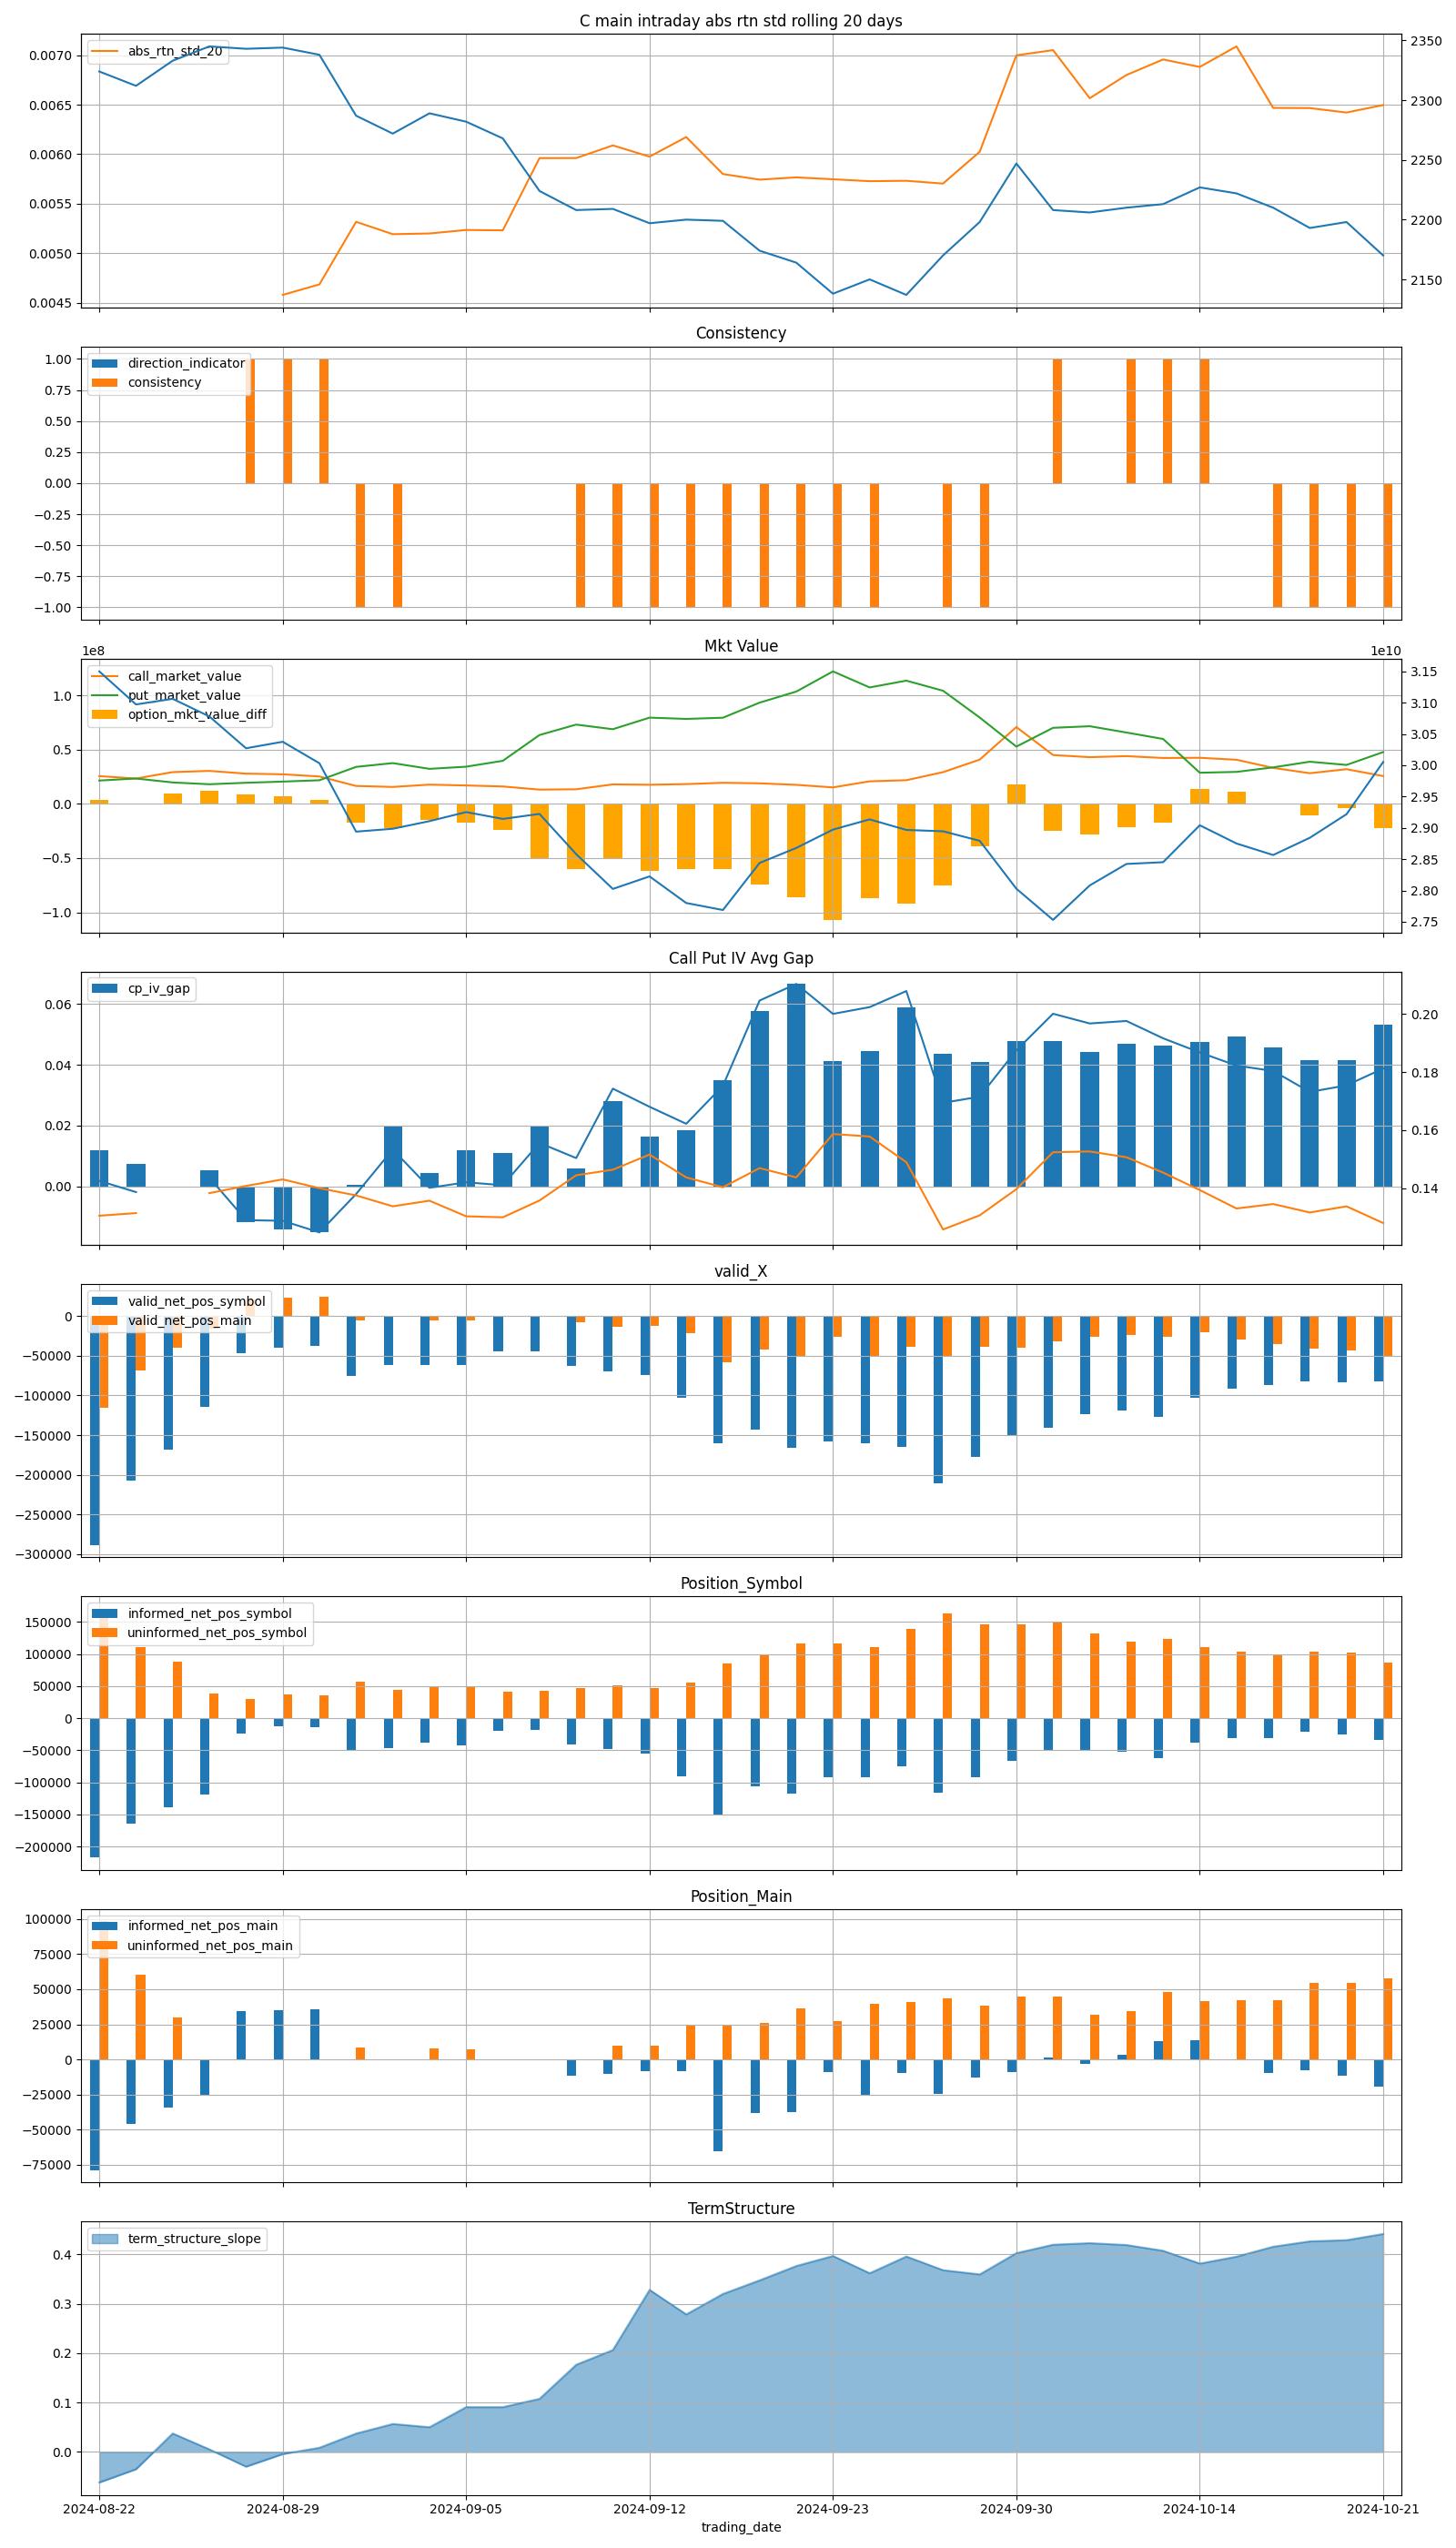 C main intraday abs rtn std rolling 20 days
abs_rtn_std_20
0.0070
0.0065
0.0060
0.0055
0.0050
0.0045
2350
2300
2250
2200
2150
Consistency
direction_indicator
consistency
1.00
0.75
0.50
0.25
0.00
−0.25
−0.50
−0.75
−1.00
Mkt Value
1e8
1e10
call_market_value
put_market_value
option_mkt_value_diff
1.0
0.5
0.0
−0.5
−1.0
3.15
3.10
3.05
3.00
2.95
2.90
2.85
2.80
2.75
Call Put IV Avg Gap
cp_iv_gap
0.06
0.04
0.02
0.00
0.20
0.18
0.16
0.14
valid_X
valid_net_pos_symbol
valid_net_pos_main
0
−50000
−100000
−150000
−200000
−250000
−300000
Position_Symbol
informed_net_pos_symbol
uninformed_net_pos_symbol
150000
100000
50000
0
−50000
−100000
−150000
−200000
Position_Main
informed_net_pos_main
uninformed_net_pos_main
100000
75000
50000
25000
0
−25000
−50000
−75000
TermStructure
term_structure_slope
0.4
0.3
0.2
0.1
0.0
2024-08-22 2024-08-29 2024-09-05 2024-09-12 2024-09-23 2024-09-30 2024-10-14 2024-10-21
trading_date